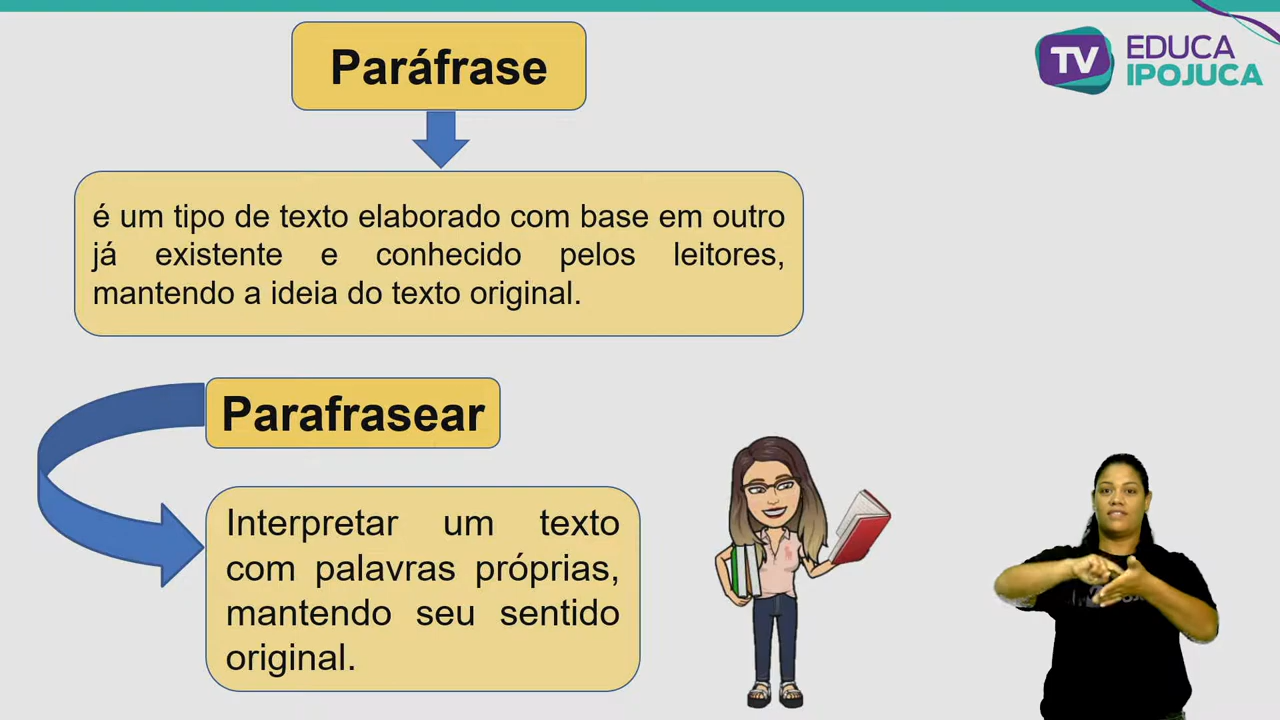 Paráfrase
TV EDUCA
IPOJUCA
é um tipo de texto elaborado com base em outro
já existente e conhecido pelos leitores,
mantendo a ideia do texto original.
Parafrasear
Interpretar um texto
com palavras próprias,
mantendo seu sentido
original.